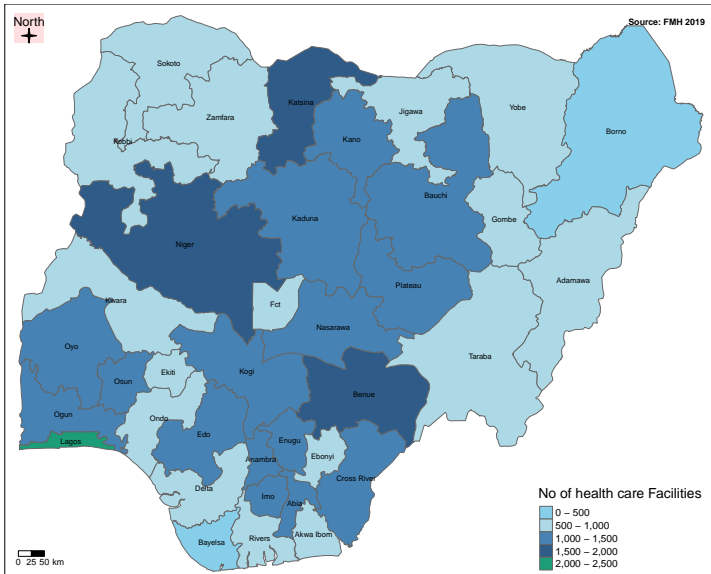 North
Source: FMH 2019
Sokoto
Katsina
Zamfara
Jigawa
Yobe
Borno
Kano
Kebbi
Bauchi
Kaduna
Gombe
Niger
Adamawa
Plateau
Fct
Kwara
Nasarawa
Oyo
Taraba
Kogi
Ekiti
Osun
Benue
Ogun
Ondo
Edo
Enugu
Lagos
Ebonyi
Anambra
Cross River
Delta
Imo
Abia
Akwa Ibom
Rivers
Bayelsa
No of health care Facilities
0 – 500
500 – 1,000
1,000 – 1,500
1,500 – 2,000
2,000 – 2,500
0 25 50 km